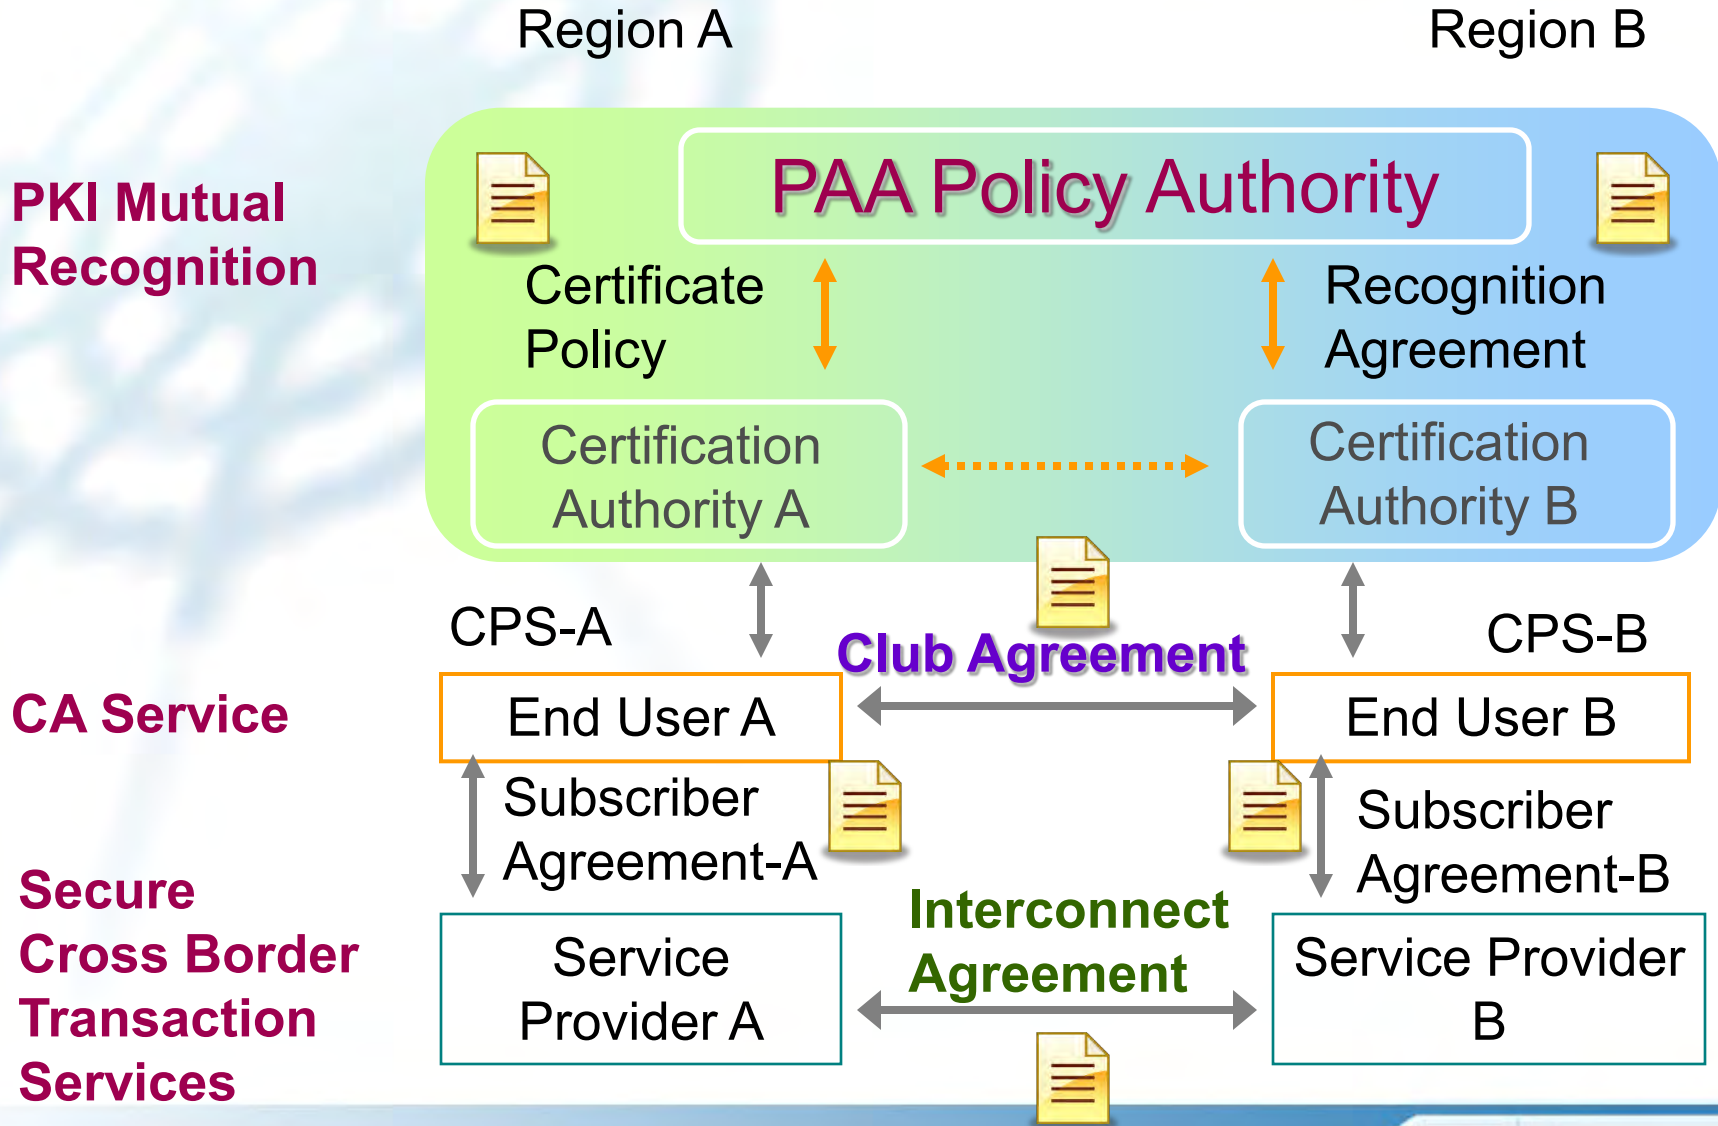 Region A
Region B
PKI Mutual
Recognition
PAA Policy Authority
Certificate
Policy
Recognition
Agreement
Certification
Authority A
Certification
Authority B
CPS-A
CPS-B
Club Agreement
CA Service
End User A
End User B
Subscriber
Agreement-A
Subscriber
Agreement-B
Secure
Cross Border
Transaction
Services
Interconnect
Agreement
Service
Provider A
Service Provider
B